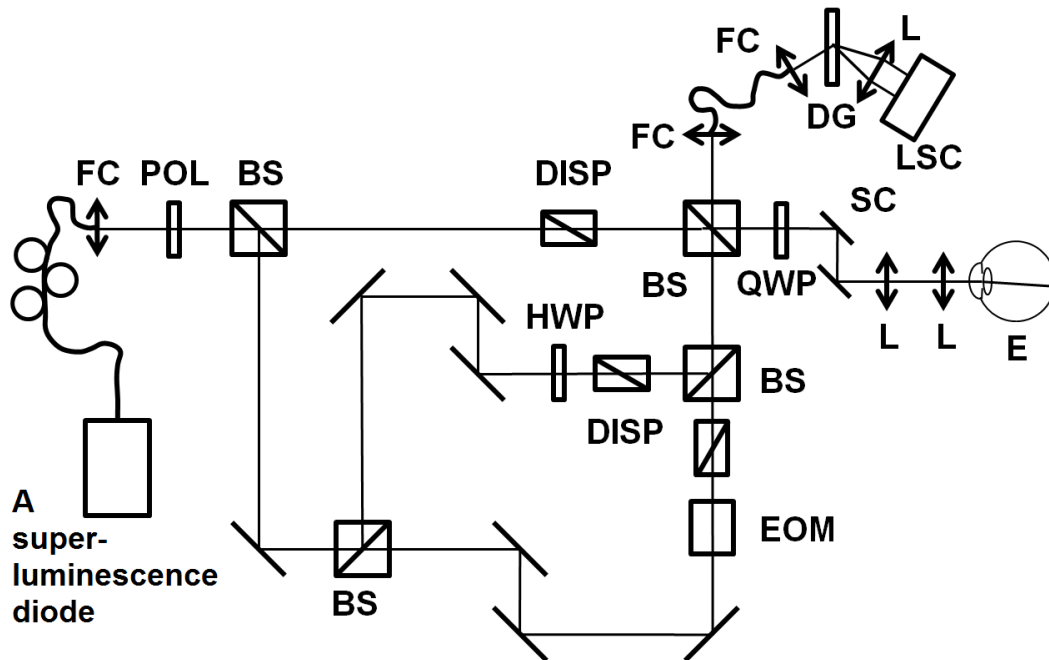 FC
L
DG
FC
LSC
FC
POL
BS
DISP
SC
BS
QWP
HWP
L
L
E
BS
DISP
EOM
A
super-
luminescence
diode
BS